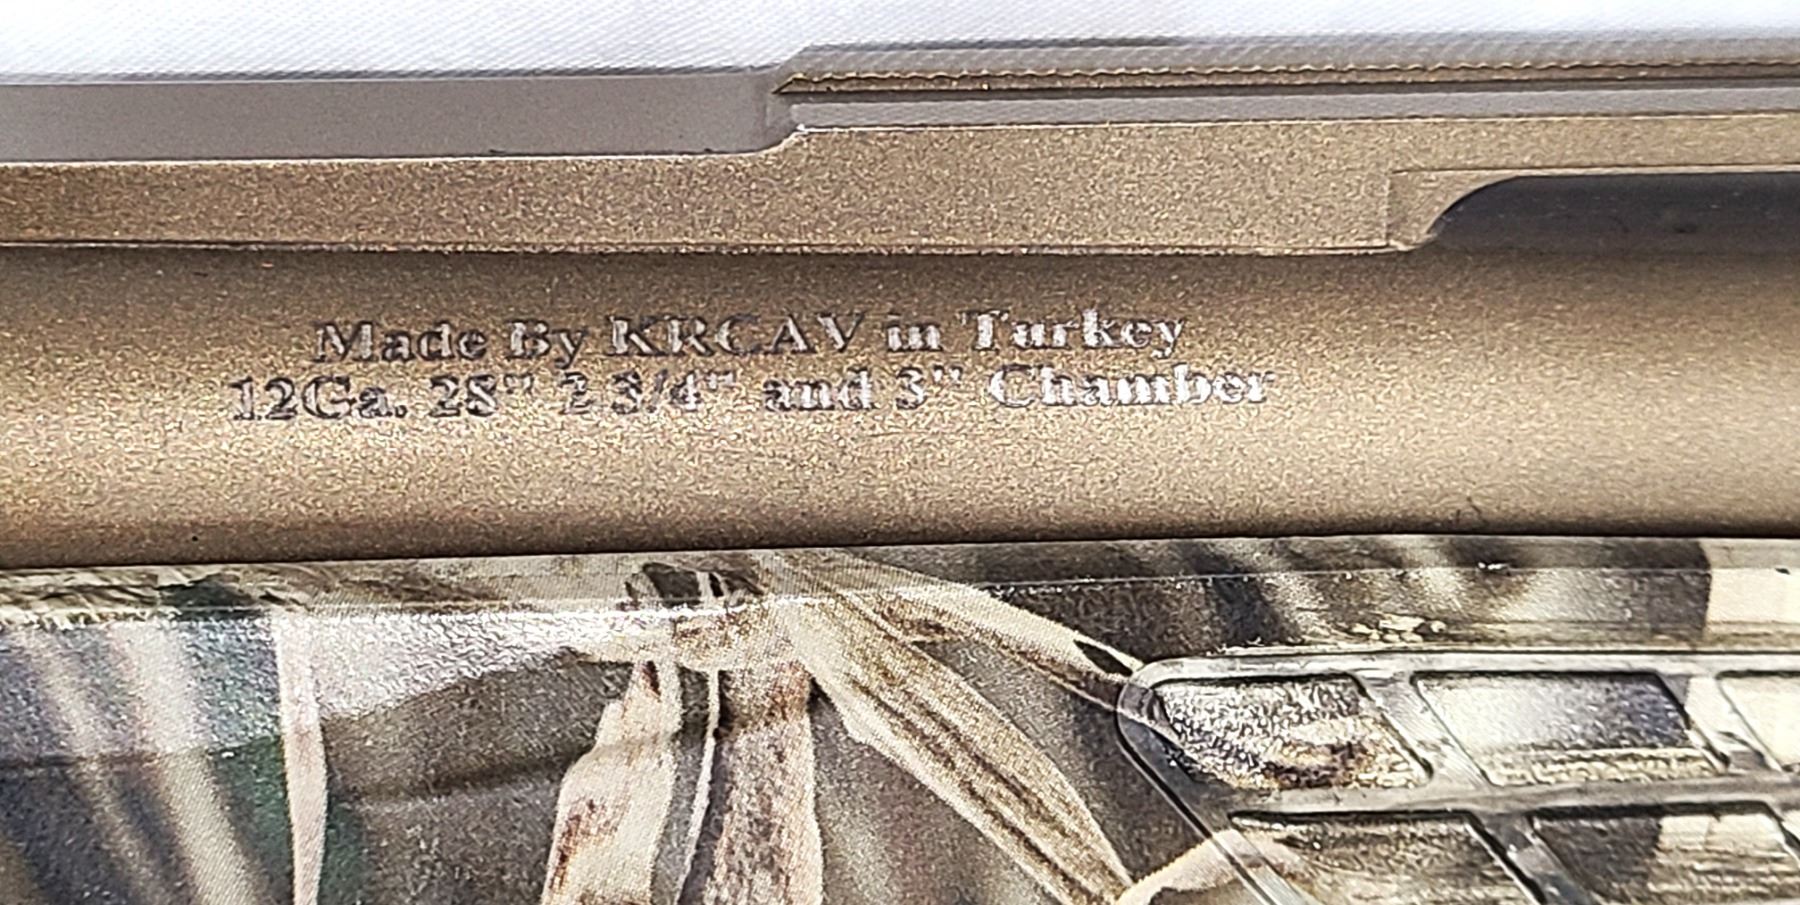 Made By KRCAV in Turkey
12Ga. 28" 2 3/4" and 3" Chamber